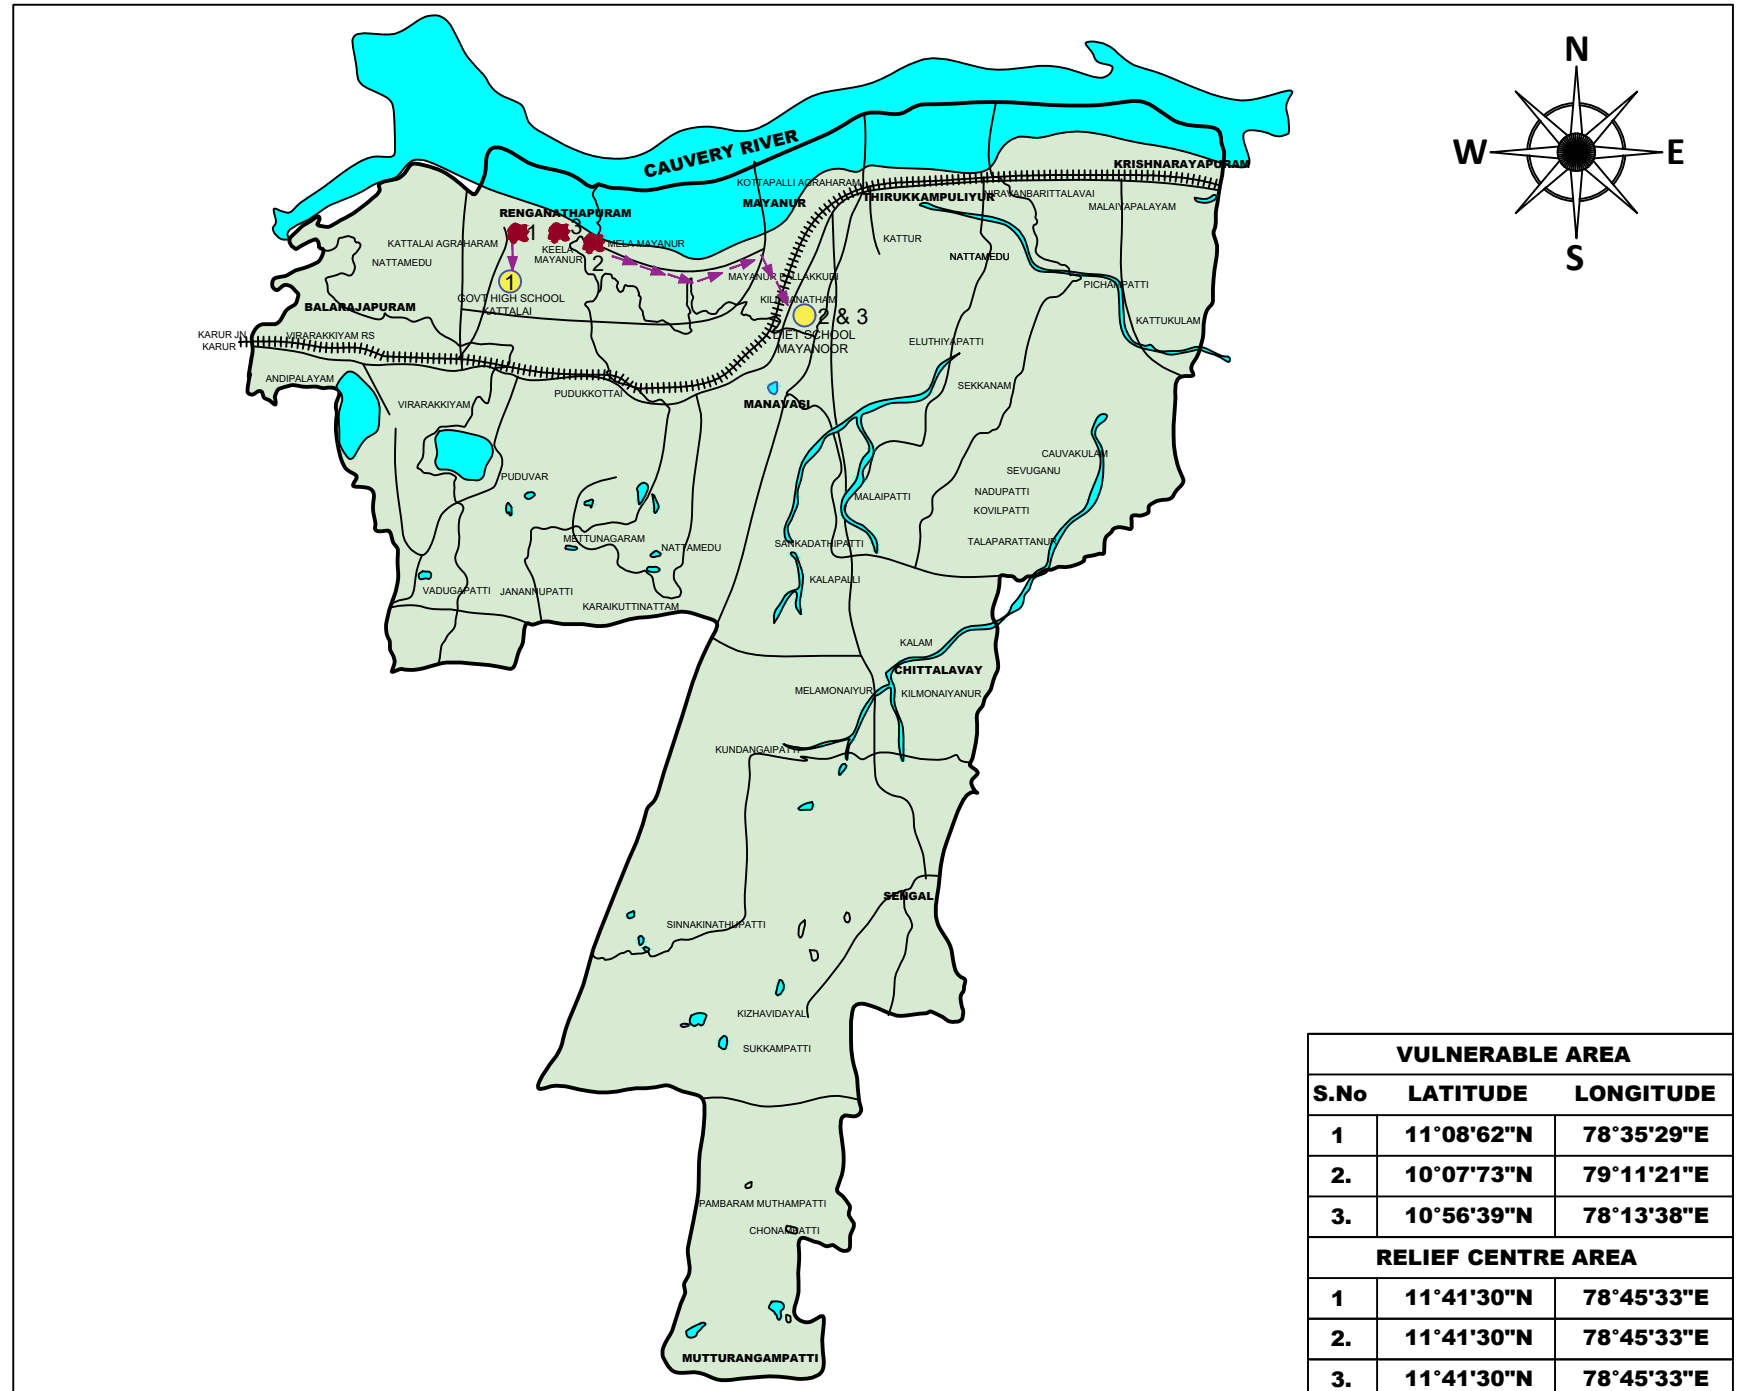 N
W E
S
CAUVERY RIVER
KRISHNARAYAPURAM
KOTTAPALLI AGRAHARAM
THIRUKKAMPULIYUR
NIRAYANBARITTALAVAI
MAYANUR
MALAIYAPALAYAM
RENGANATHAPURAM
1
3
KATTALAI AGRAHARAM
KEELA
MAYANUR
MELA MAYANUR
2
KATTUR
NATTAMEDU
NATTAMEDU
1
GOVT HIGH SCHOOL
KATTALAI
PICHAMPATTI
KATTUKULAM
BALARAJAPURAM
2 & 3
DIET SCHOOL
MAYANOOR
KARUR JN
KARUR
VIRARAKKIYAM RS
ELUTHIYAPATTI
ANDIPALAYAM
SEKKANAM
VIRARAKKIYAM
PUDUKKOTTAI
MANAVASI
CAUVAKULAM
SEVUGANU
PUDUVAR
NADUPATTI
MALAIPATTI
KOVILPATTI
METTUNAGARAM
NATTAMEDU
SANKADATHIPATTI
TALAPARATTANUR
KALAPALLI
VADUGAPATTI
JANANNUPATTI
KARAIKUTTINATTAM
KALAM
CHITTALAVAY
MELAMONAIYUR
KILMONAIYANUR
KUNDANGAIPATTI
SENGAL
SINNAKINATHUPATTI
KIZHAVIDAYAL
SUKKAMPATTI
PAMBARAM MUTHAMPATTI
CHONAMPATTI
MUTTURANGAMPATTI
VULNERABLE AREA
S.No LATITUDE LONGITUDE
1 11°08'62"N 78°35'29"E
2. 10°07'73"N 79°11'21"E
3. 10°56'39"N 78°13'38"E
RELIEF CENTRE AREA
1 11°41'30"N 78°45'33"E
2. 11°41'30"N 78°45'33"E
3. 11°41'30"N 78°45'33"E